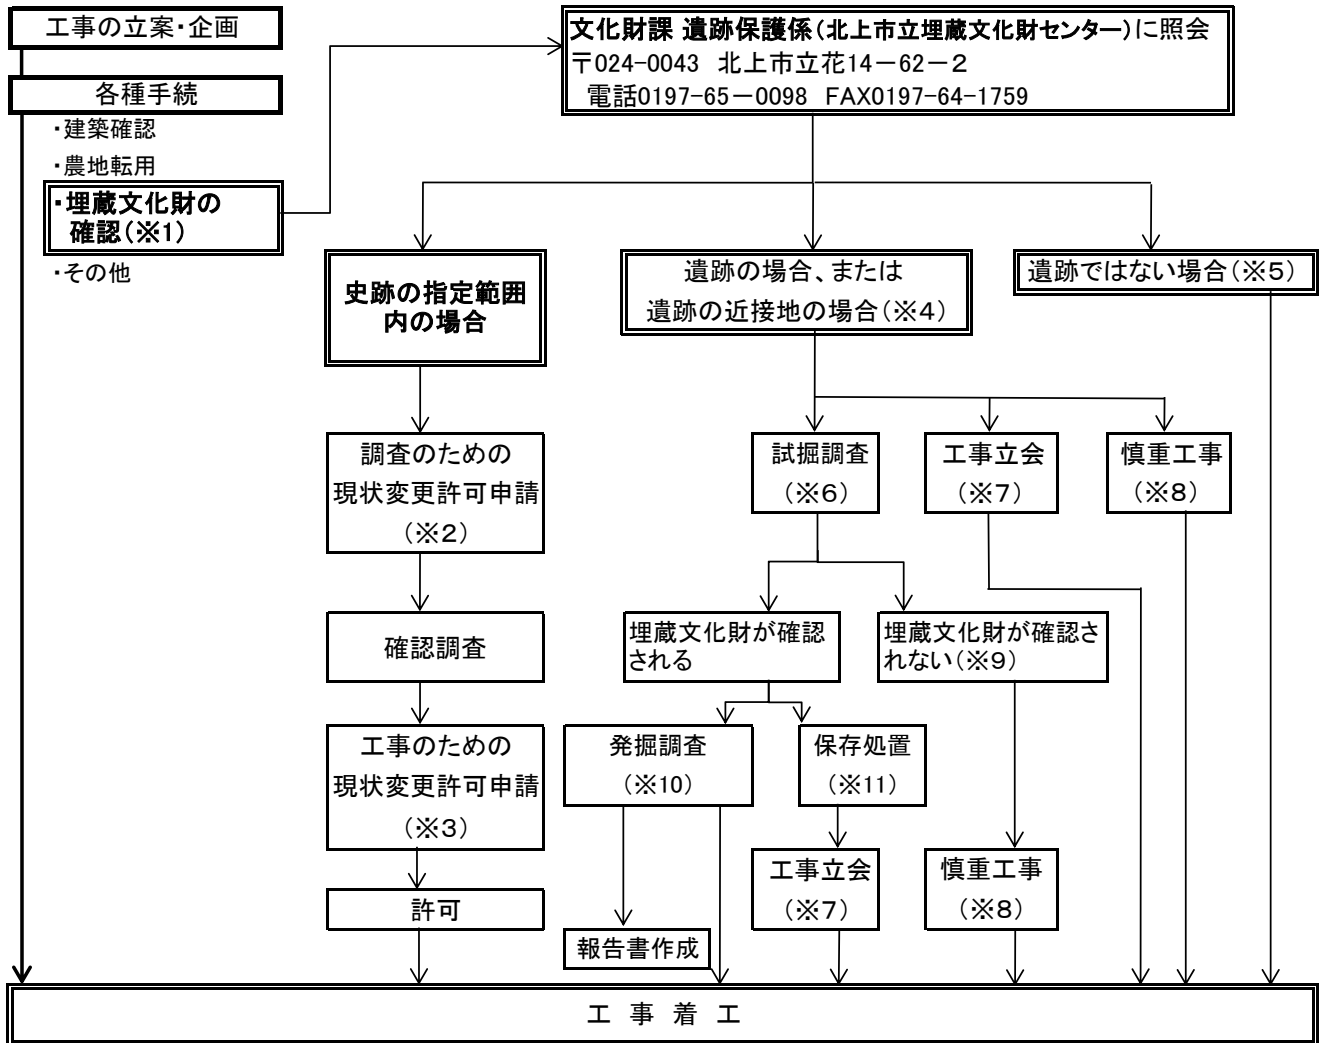 工事の立案・企画
各種手続
・建築確認
・農地転用
・埋蔵文化財の
確認(※1)
・その他
文化財課 遺跡保護係(北上市立埋蔵文化財センター)に照会
〒024-0043 北上市立花14-62-2
電話0197-65-0098 FAX0197-64-1759
史跡の指定範囲
内の場合
遺跡の場合、または
遺跡の近接地の場合(※4)
遺跡ではない場合(※5)
調査のための
現状変更許可申請
(※2)
試掘調査
(※6)
工事立会
(※7)
慎重工事
(※8)
確認調査
埋蔵文化財が確認
される
埋蔵文化財が確認さ
れない(※9)
工事のための
現状変更許可申請
(※3)
発掘調査
(※10)
保存処置
(※11)
許可
報告書作成
工事立会
(※7)
慎重工事
(※8)
工 事 着 工